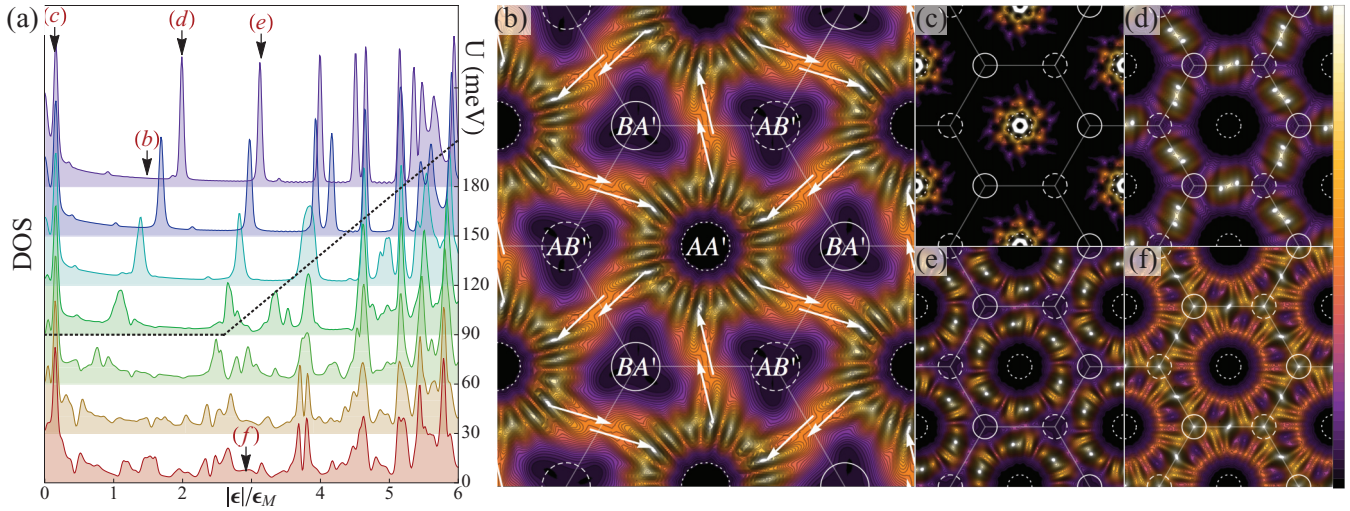 (a)
(c)
(d)
(e)
(b)
(f)
DOS
U (meV)
180
150
120
90
60
30
0
0 1 2 3 4 5 6
|ϵ|/ϵM
(b)
BA' AB'
AB' AA' BA'
BA' AB'
(c)
(d)
(e)
(f)